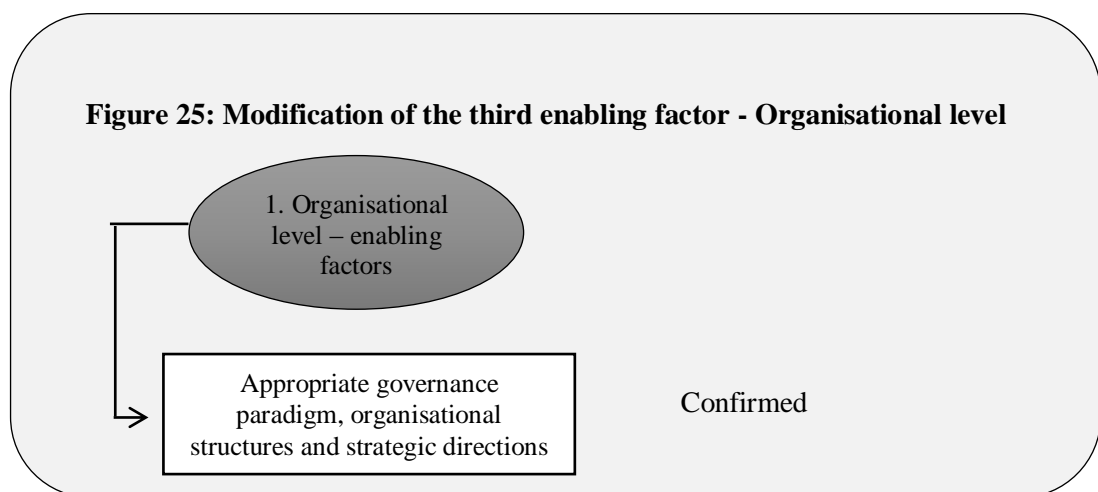 Figure 25: Modification of the third enabling factor - Organisational level
1. Organisational
level – enabling
factors
Appropriate governance
paradigm, organisational
structures and strategic directions
Confirmed